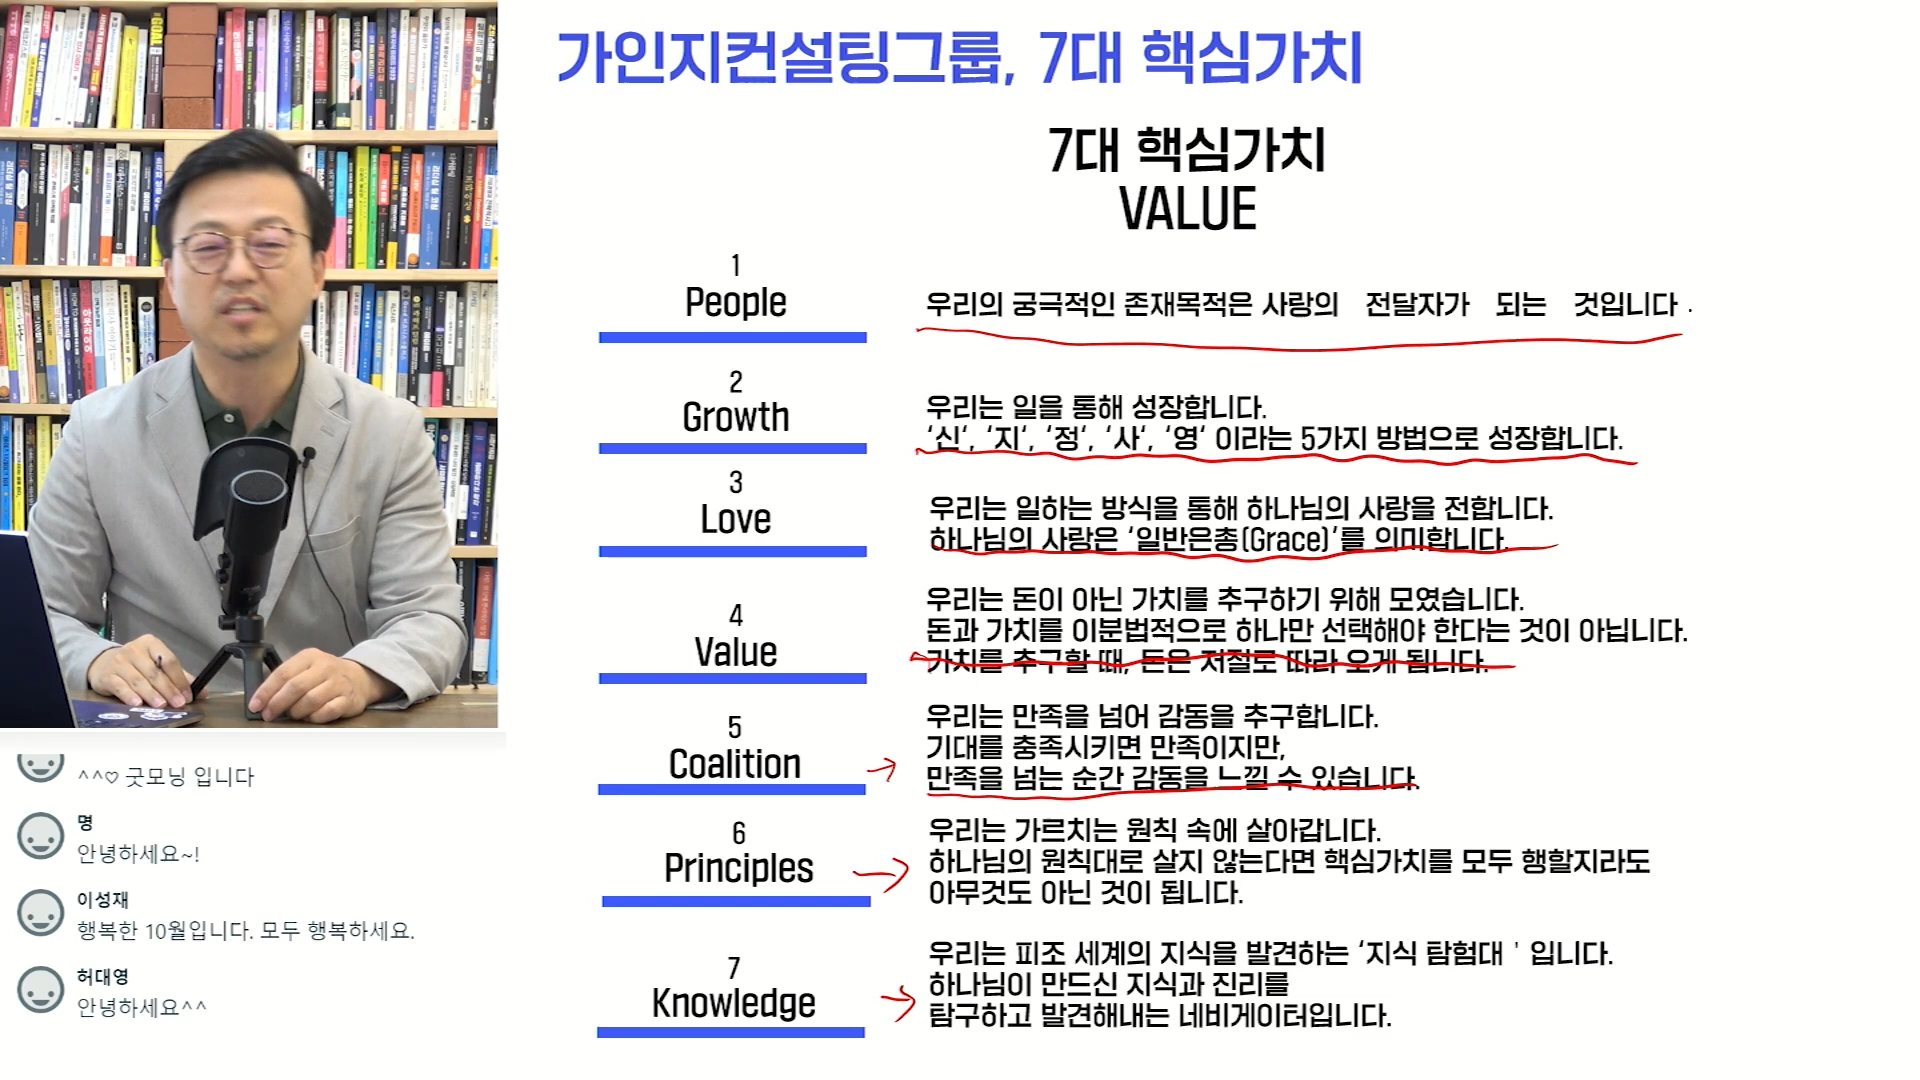 가인지컨설팅그룹, 7대 핵심가치
7대 핵심가치
VALUE
1
People
우리의 궁극적인 존재목적은 사랑의 전달자가 되는 것입니다.
2
Growth
우리는 일을 통해 성장합니다.
‘신‘, ‘지‘, ‘정‘, ‘사‘, ‘영‘ 이라는 5가지 방법으로 성장합니다.
3
Love
우리는 일하는 방식을 통해 하나님의 사랑을 전합니다.
하나님의 사랑은 ‘일반은총(Grace)’를 의미합니다.
4
Value
우리는 돈이 아닌 가치를 추구하기 위해 모였습니다.
돈과 가치를 이분법적으로 하나만 선택해야 한다는 것이 아닙니다.
가치를 추구할 때, 돈은 저절로 따라 오게 됩니다.
5
Coalition
우리는 만족을 넘어 감동을 추구합니다.
기대를 충족시키면 만족이지만,
만족을 넘는 순간 감동을 느낄 수 있습니다.
6
Principles
우리는 가르치는 원칙 속에 살아갑니다.
하나님의 원칙대로 살지 않는다면 핵심가치를 모두 행할지라도
아무것도 아닌 것이 됩니다.
7
Knowledge
우리는 피조 세계의 지식을 발견하는 ‘지식 탐험대 ' 입니다.
하나님이 만드신 지식과 진리를
탐구하고 발견해내는 네비게이터입니다.
^^♡ 굿모닝 입니다
명
안녕하세요~!
이성재
행복한 10월입니다. 모두 행복하세요.
허대영
안녕하세요^^
GOAL
아웃라이어